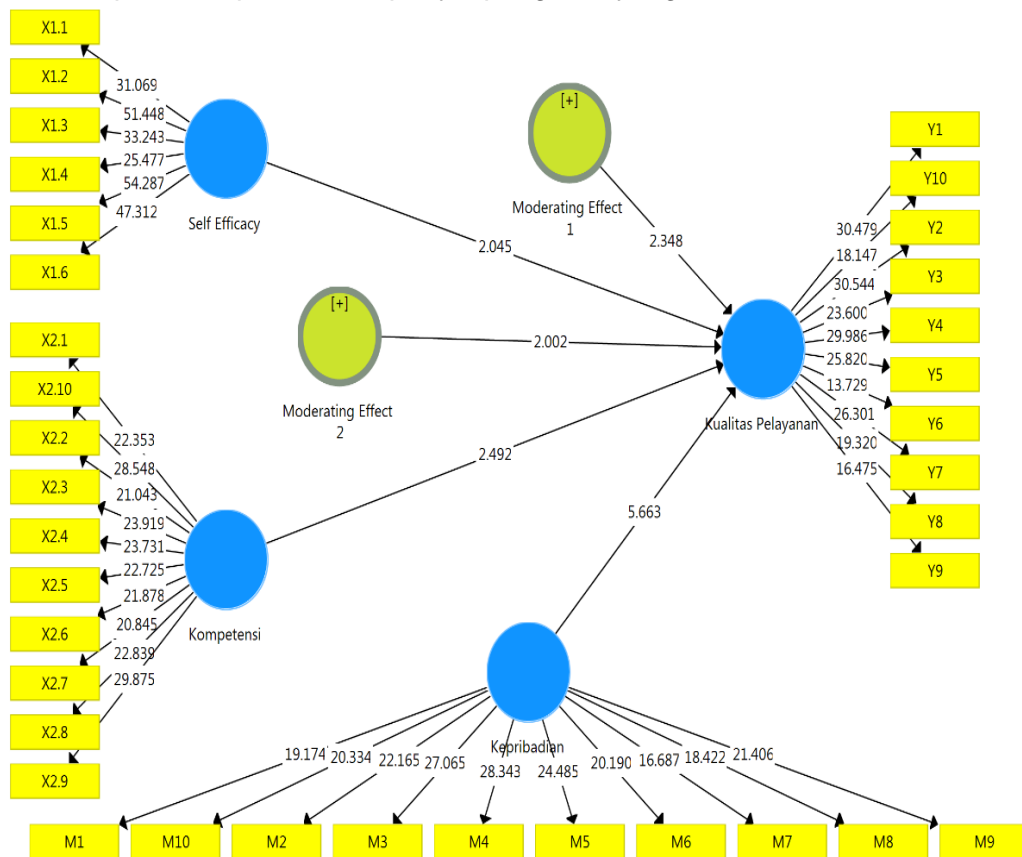 X1.1
X1.2
X1.3
X1.4
X1.5
X1.6
31.069
51.448
33.243
25.477
54.287
47.312
Self Efficacy
[+]
Moderating Effect
1
2.348
2.045
[+]
Moderating Effect
2
2.002
Y1
Y10
Y2
Y3
Y4
Y5
Y6
Y7
Y8
Y9
30.479
18.147
30.544
23.600
29.986
25.820
13.729
26.301
19.320
16.475
Kualitas Pelayanan
X2.1
X2.10
X2.2
X2.3
X2.4
X2.5
X2.6
X2.7
X2.8
X2.9
22.353
28.548
21.043
23.919
23.731
22.725
21.878
20.845
22.839
29.875
Kompetensi
2.492
5.663
Kepribadian
19.174
20.334
22.165
27.065
28.343
24.485
20.190
16.687
18.422
21.406
M1
M10
M2
M3
M4
M5
M6
M7
M8
M9